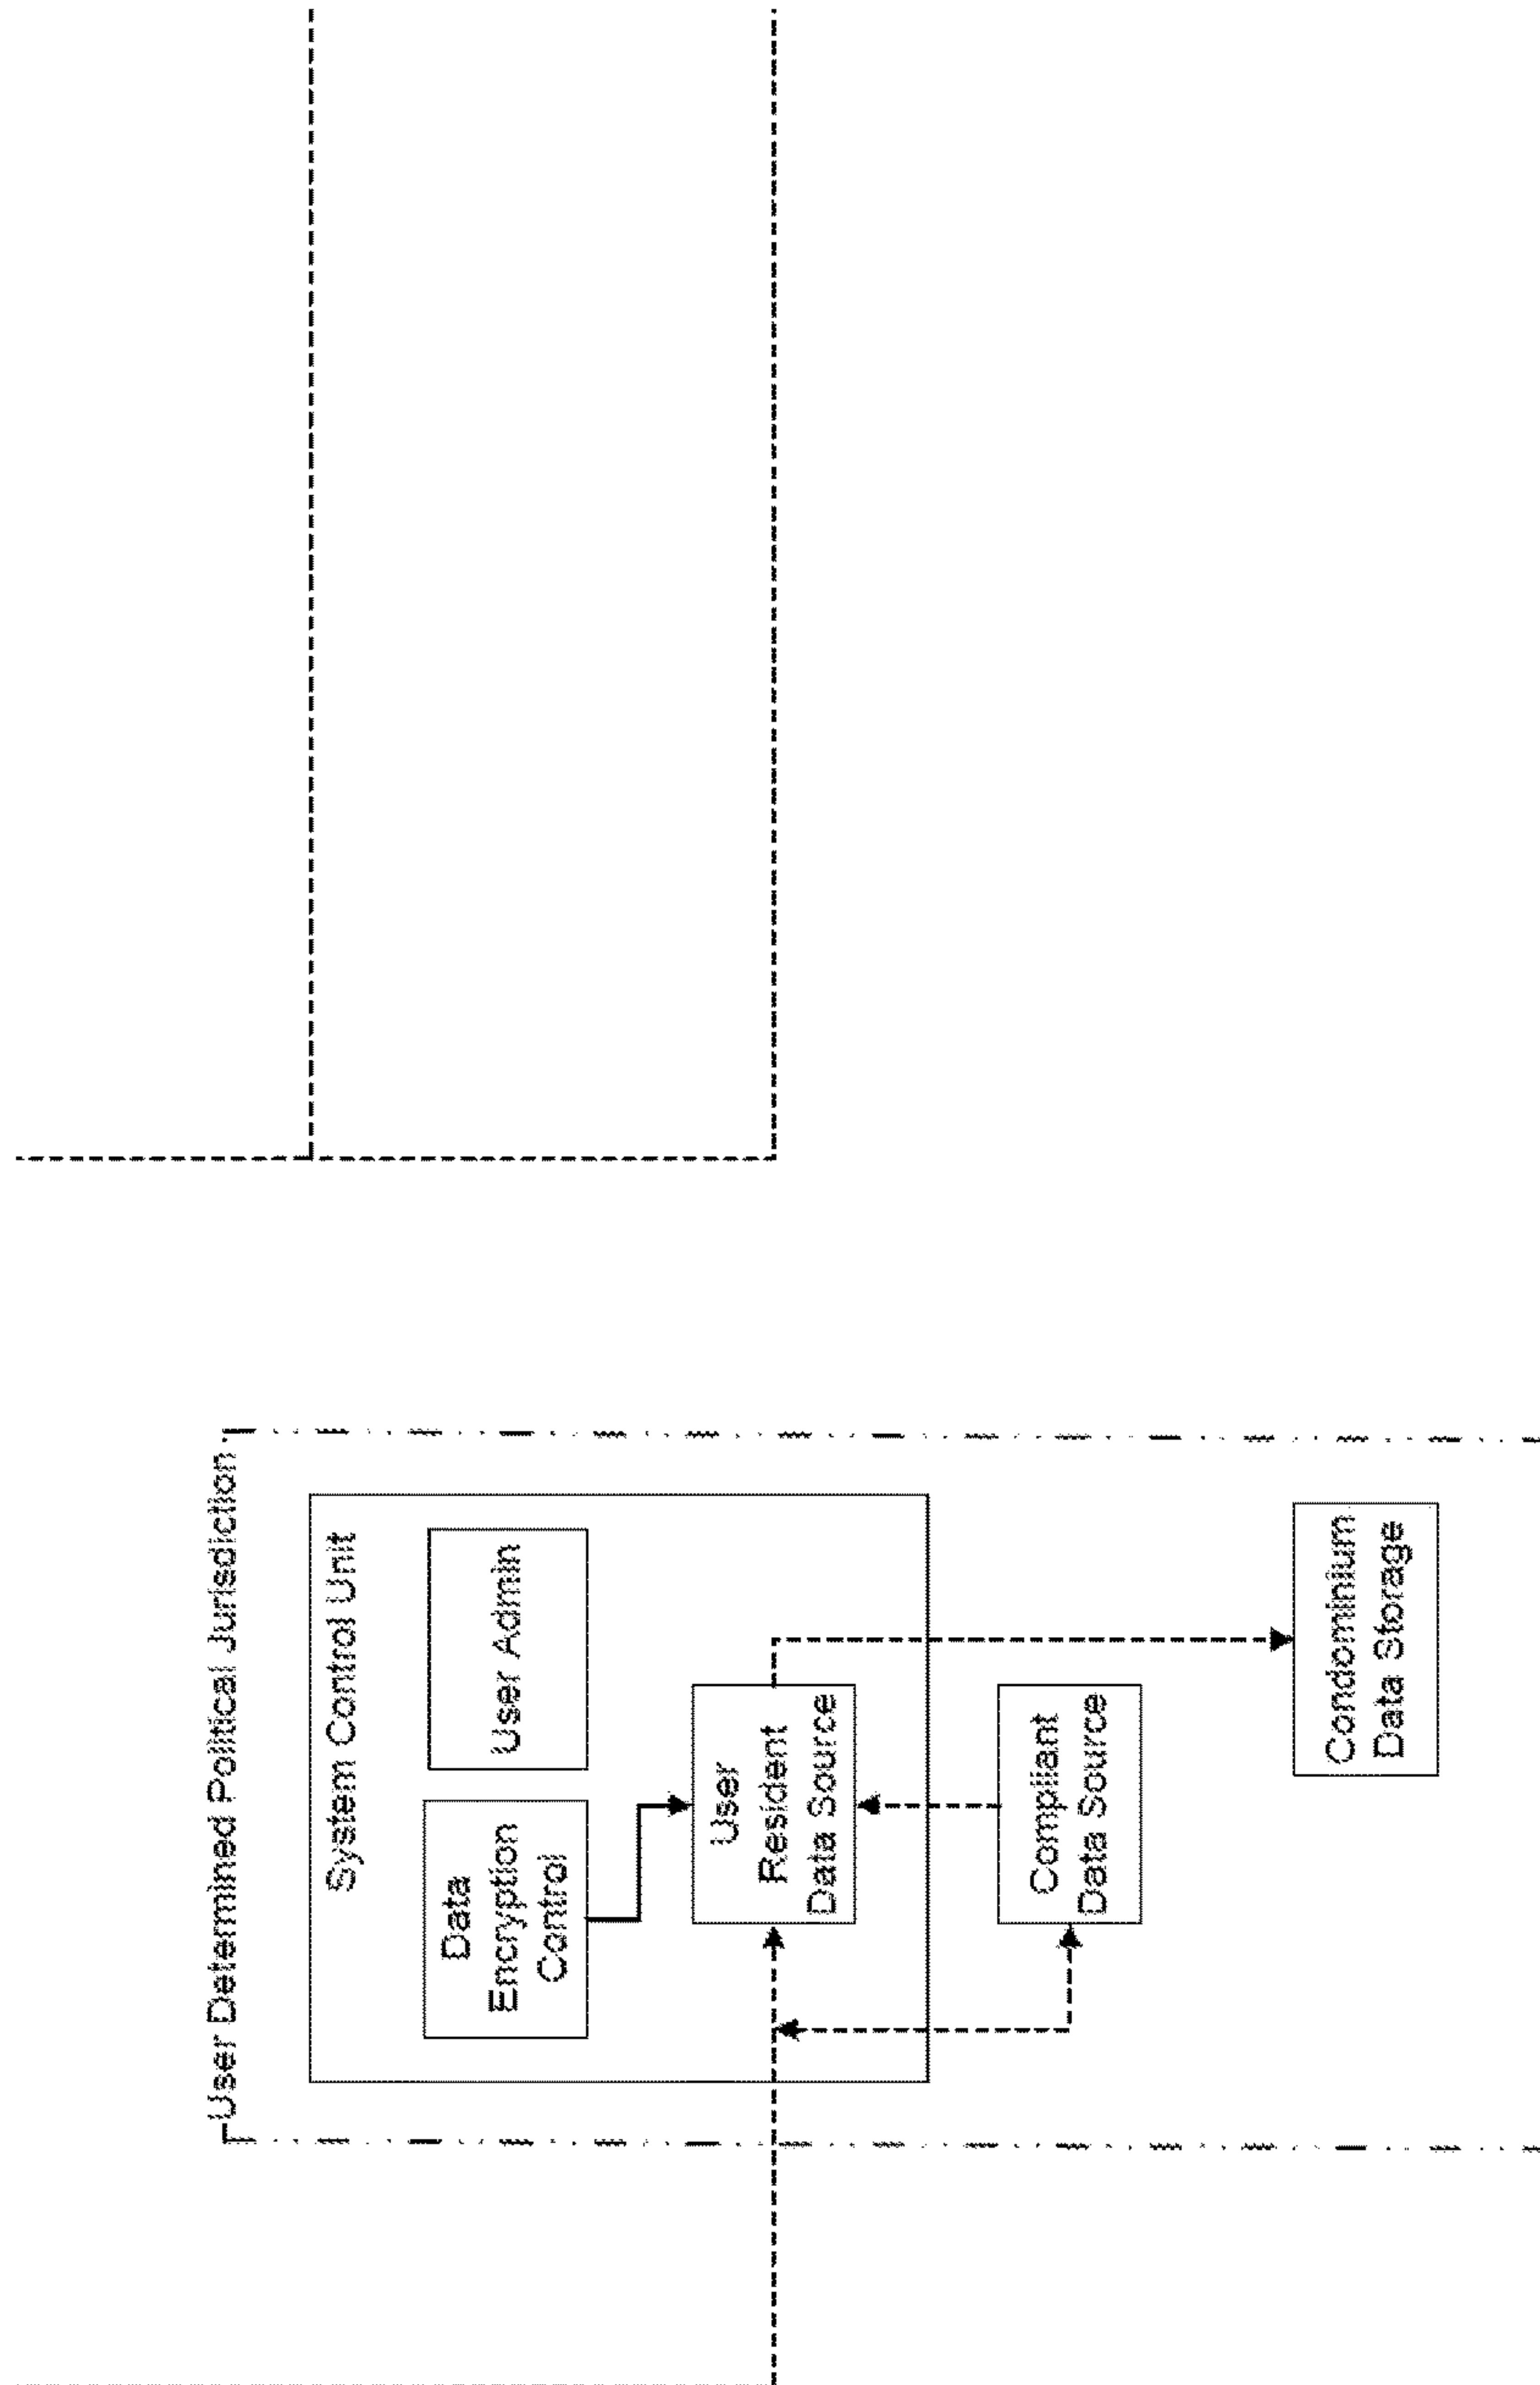 User Determined Political Jurisdiction
System Control Unit
Data
Encryption
Control
User Admin
User
Resident
Data Source
Compliant
Data Source
Condominium
Data Storage